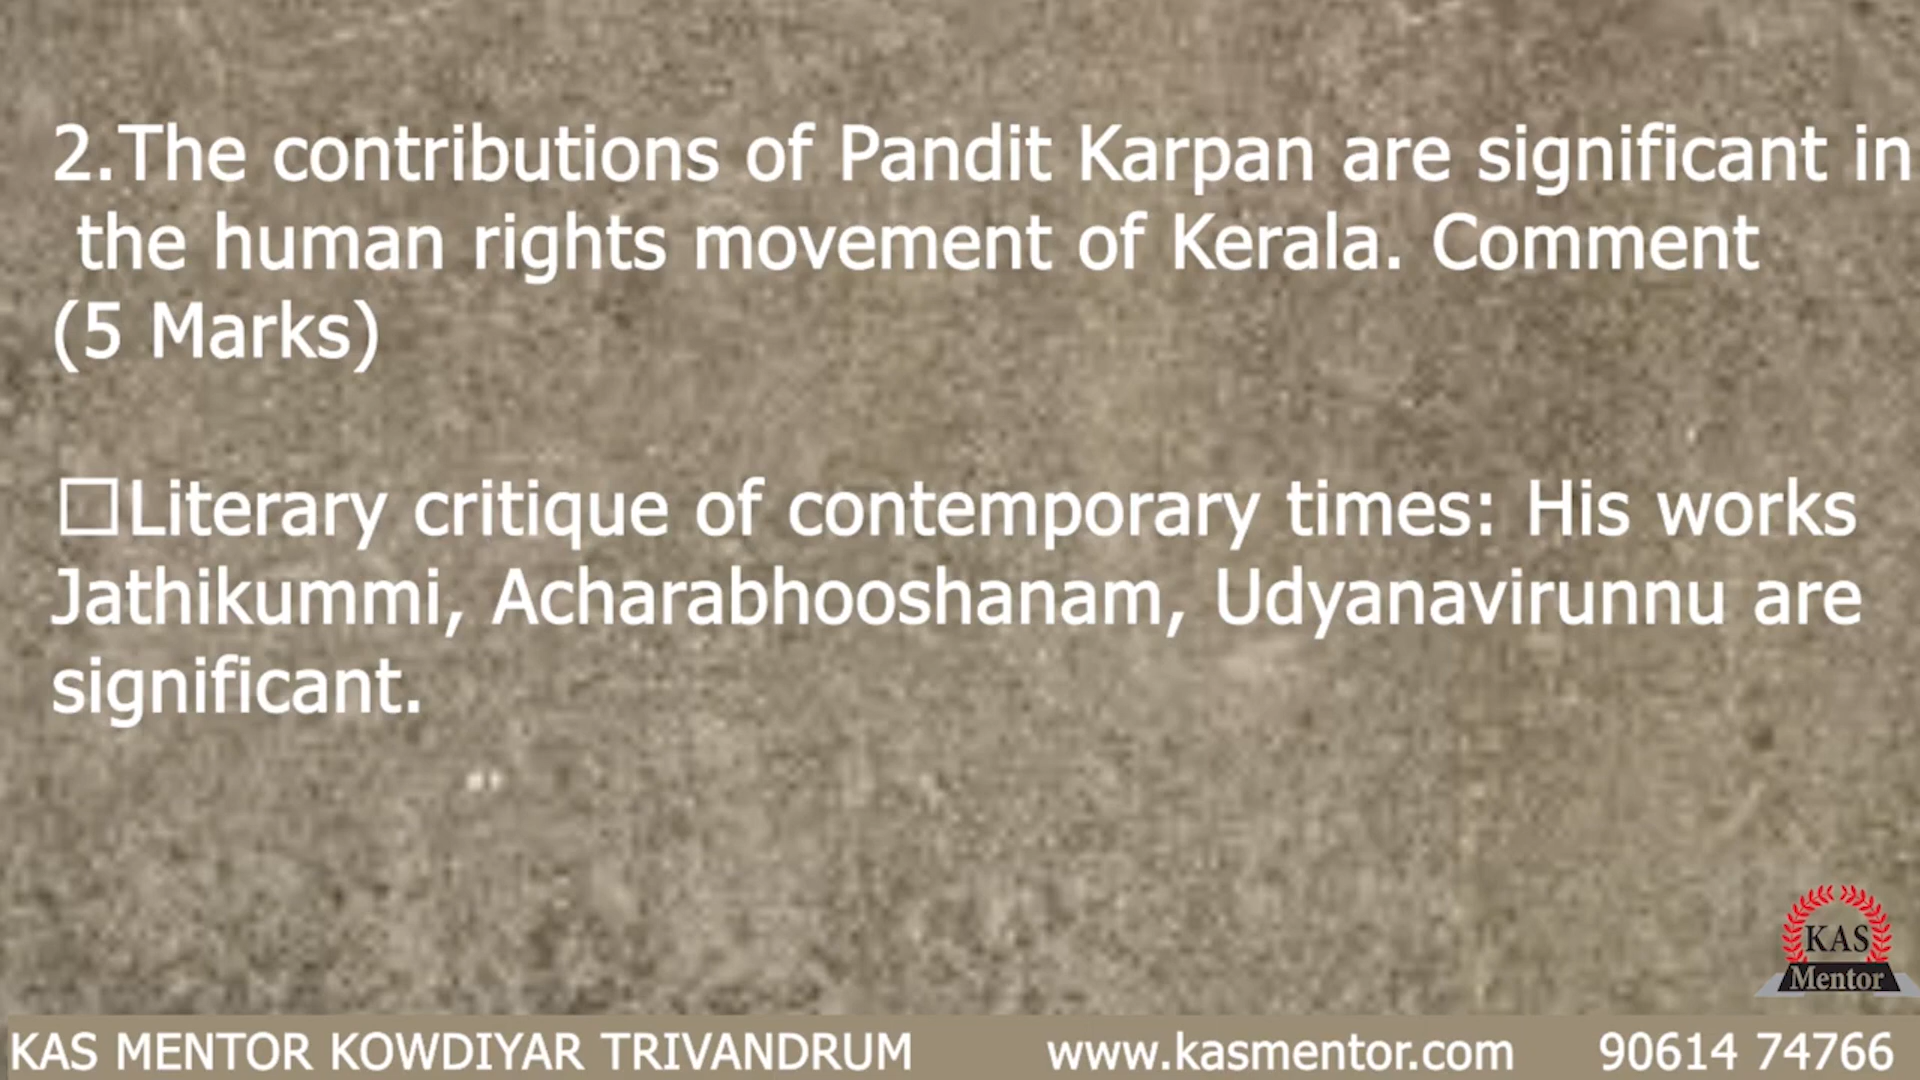 2.The contributions of Pandit Karpan are significant in
the human rights movement of Kerala. Comment
(5 Marks)
☐Literary critique of contemporary times: His works
Jathikummi, Acharabhooshanam, Udyanavirunnu are
significant.
KAS
Mentor
KAS MENTOR KOWDIYAR TRIVANDRUM www.kasmentor.com 90614 74766